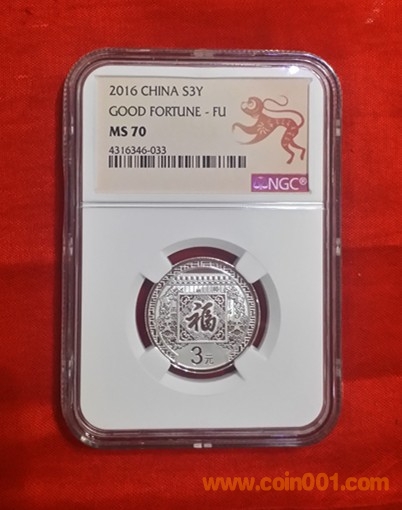 2016 CHINA S3Y
GOOD FORTUNE - FU
MS 70
4316346-033
NGC®
福
3元
www.coin001.com